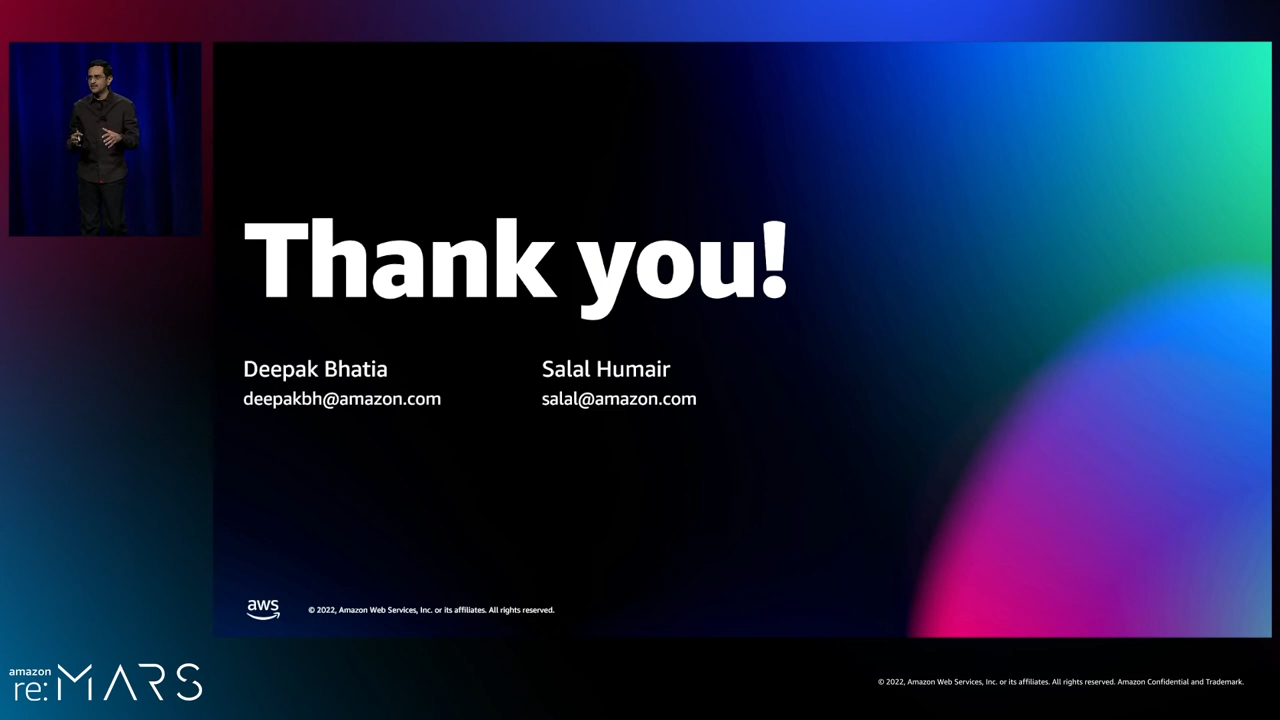 Thank you!
Deepak Bhatia
deepakbh@amazon.com
Salal Humair
salal@amazon.com
aws
© 2022, Amazon Web Services, Inc. or its affiliates. All rights reserved.
amazon
re:MARS
© 2022, Amazon Web Services, Inc. or its affiliates. All rights reserved. Amazon Confidential and Trademark.